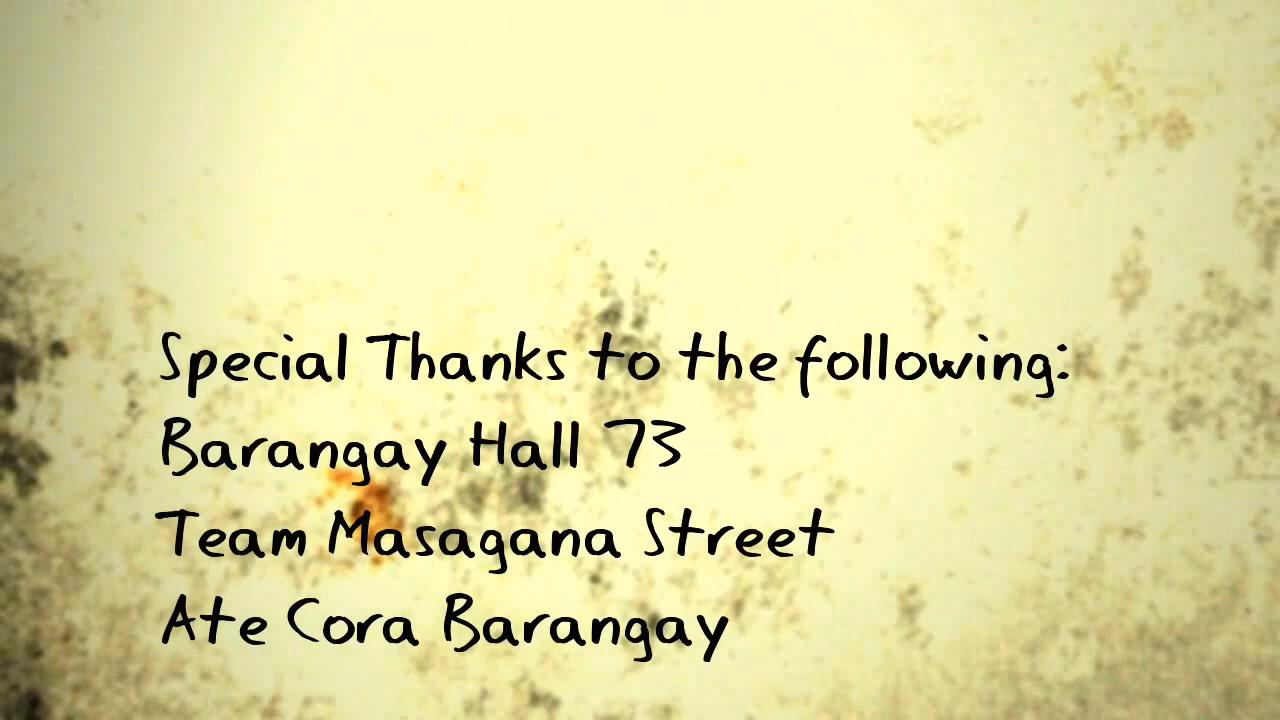 Special Thanks to the following:
Barangay Hall 73
Team Masagana Street
Ate Cora Barangay